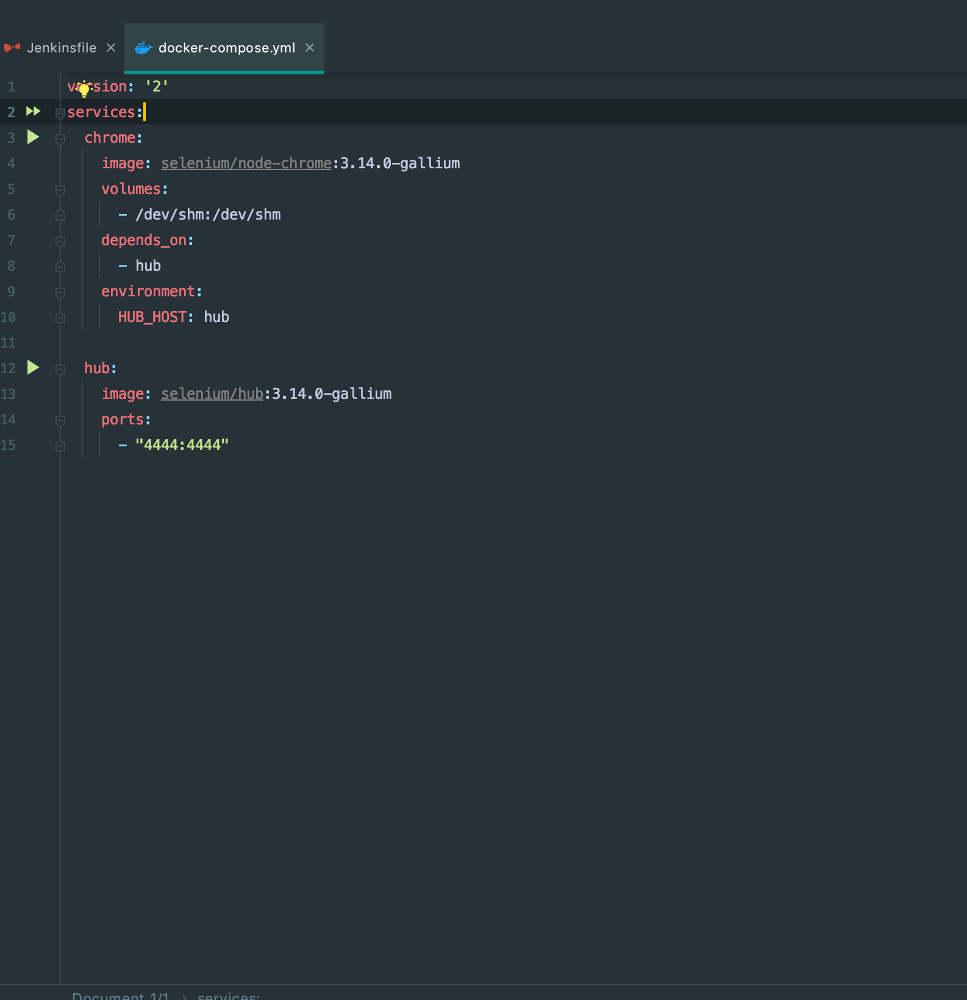 Jenkinsfile docker-compose.yml
1 version: '2'
2 services:
3 chrome:
4 image: selenium/node-chrome:3.14.0-gallium
5 volumes:
6 - /dev/shm:/dev/shm
7 depends_on:
8 - hub
9 environment:
10 HUB_HOST: hub
11
12 hub:
13 image: selenium/hub:3.14.0-gallium
14 ports:
15 - "4444:4444"
Document 1/1 › services: